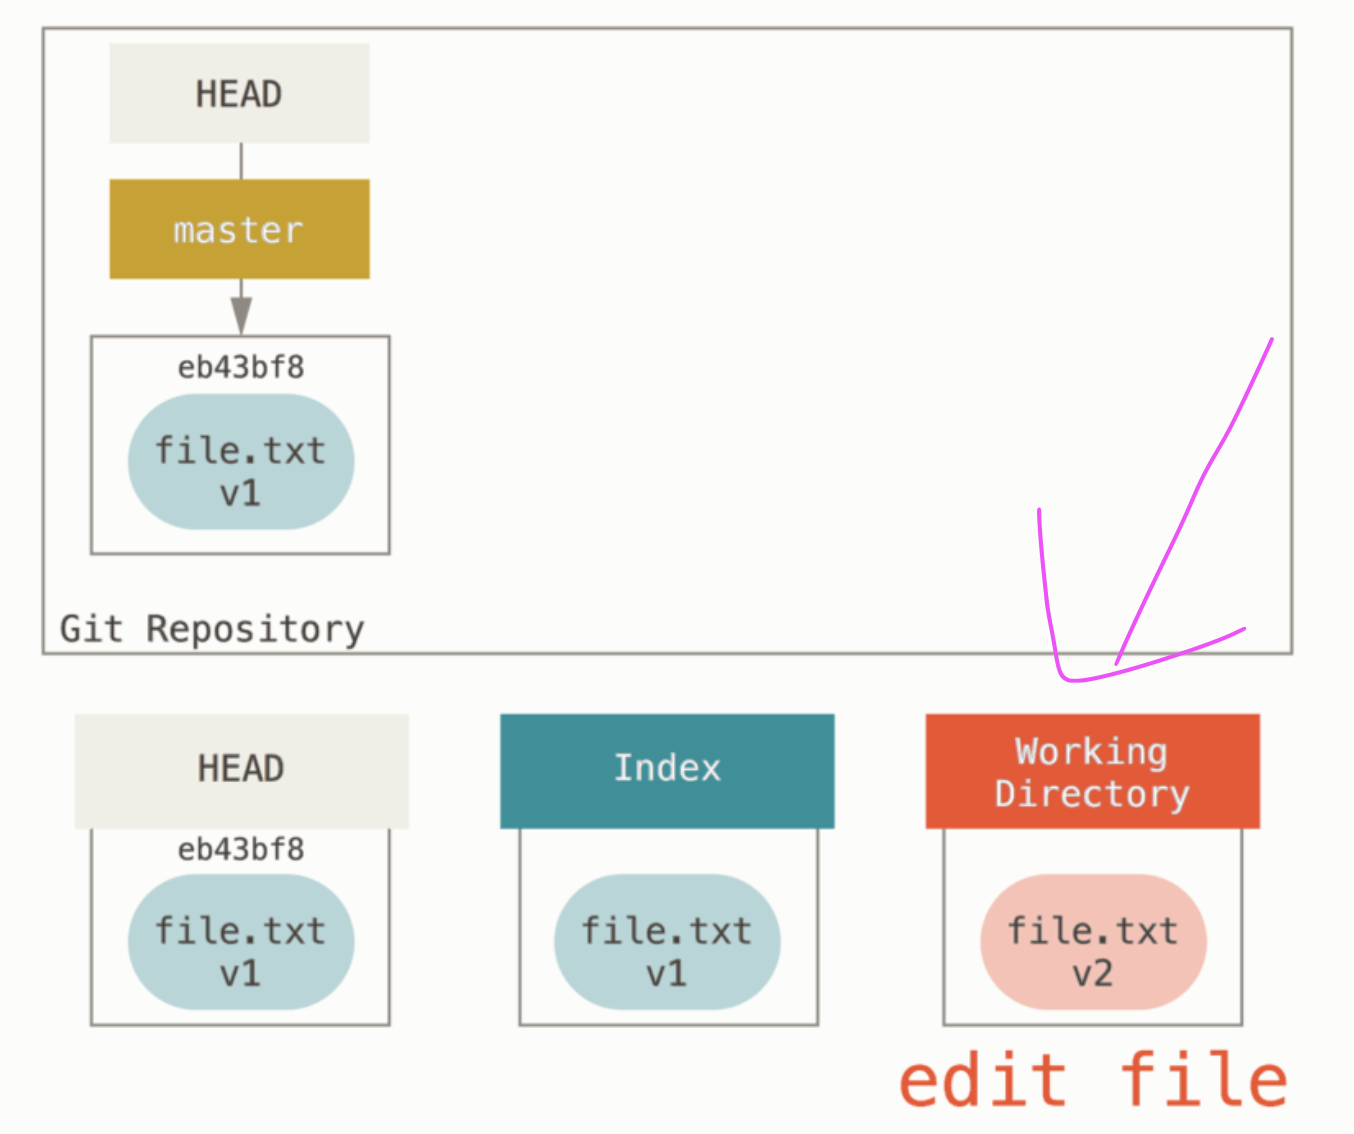 HEAD
master
eb43bf8
file.txt
v1
Git Repository
HEAD
eb43bf8
file.txt
v1
Index
file.txt
v1
Working
Directory
file.txt
v2
edit file